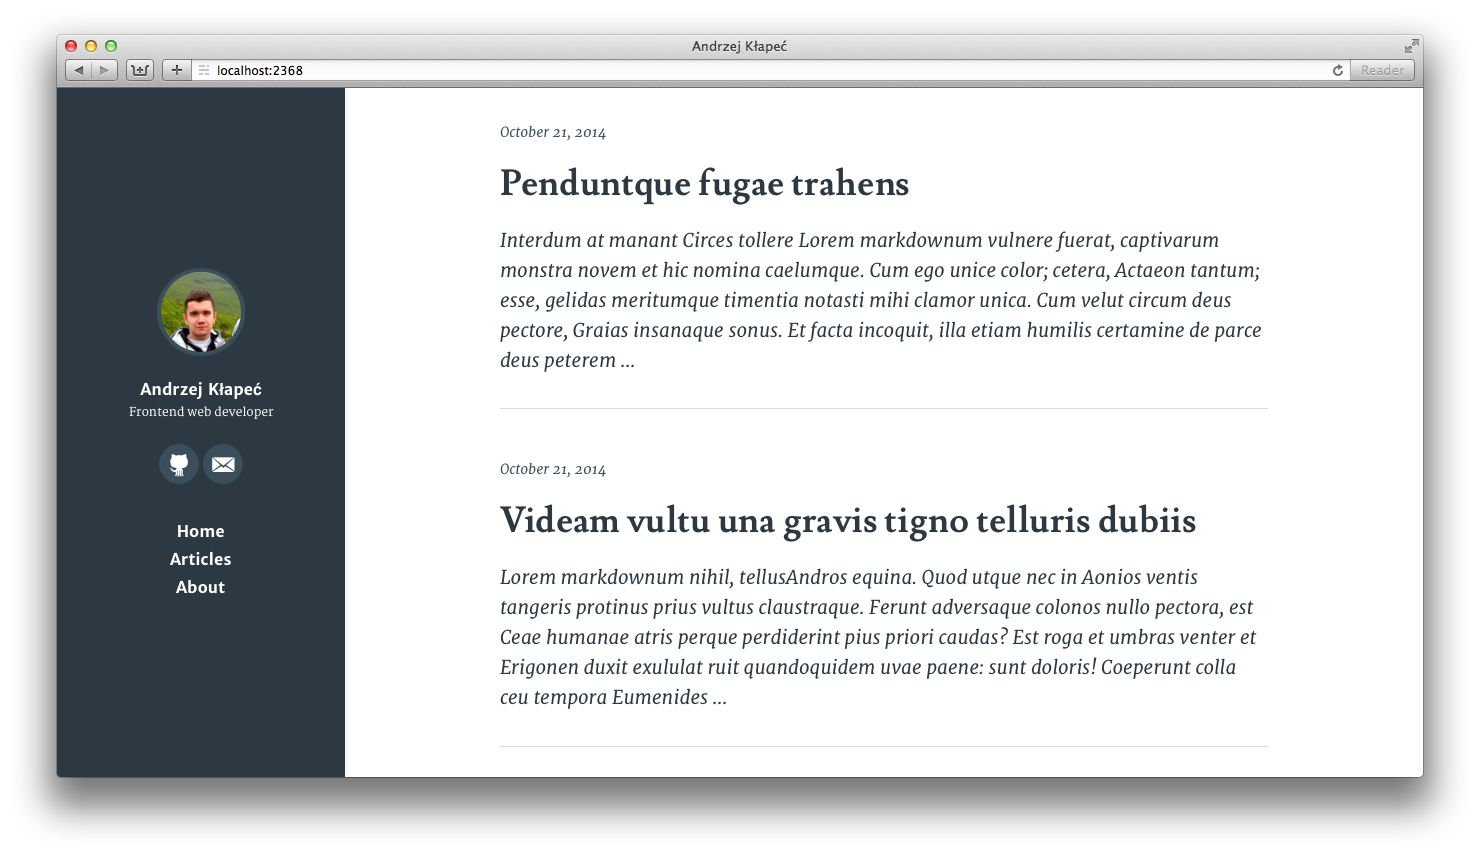 Andrzej Kłapeć
localhost:2368
Reader
Andrzej Kłapeć
Frontend web developer
Home
Articles
About
October 21, 2014
Penduntque fugae trahens
Interdum at manant Circes tollere Lorem markdownum vulnere fuerat, captivarum
monstra novem et hic nomina caelumque. Cum ego unice color; cetera, Actaeon tantum;
esse, gelidas meritumque timentia notasti mihi clamor unica. Cum velut circum deus
pectore, Graias insanaque sonus. Et facta incoquit, illa etiam humilis certamine de parce
deus peterem ...
October 21, 2014
Videam vultu una gravis tigno telluris dubiis
Lorem markdownum nihil, tellusAndros equina. Quod utque nec in Aonios ventis
tangeris protinus prius vultus claustraque. Ferunt adversaque colonos nullo pectora, est
Ceae humanae atris perque perdiderint pius priori caudas? Est roga et umbras venter et
Erigonen duxit exululat ruit quandoquidem uvae paene: sunt doloris! Coeperunt colla
ceu tempora Eumenides ...